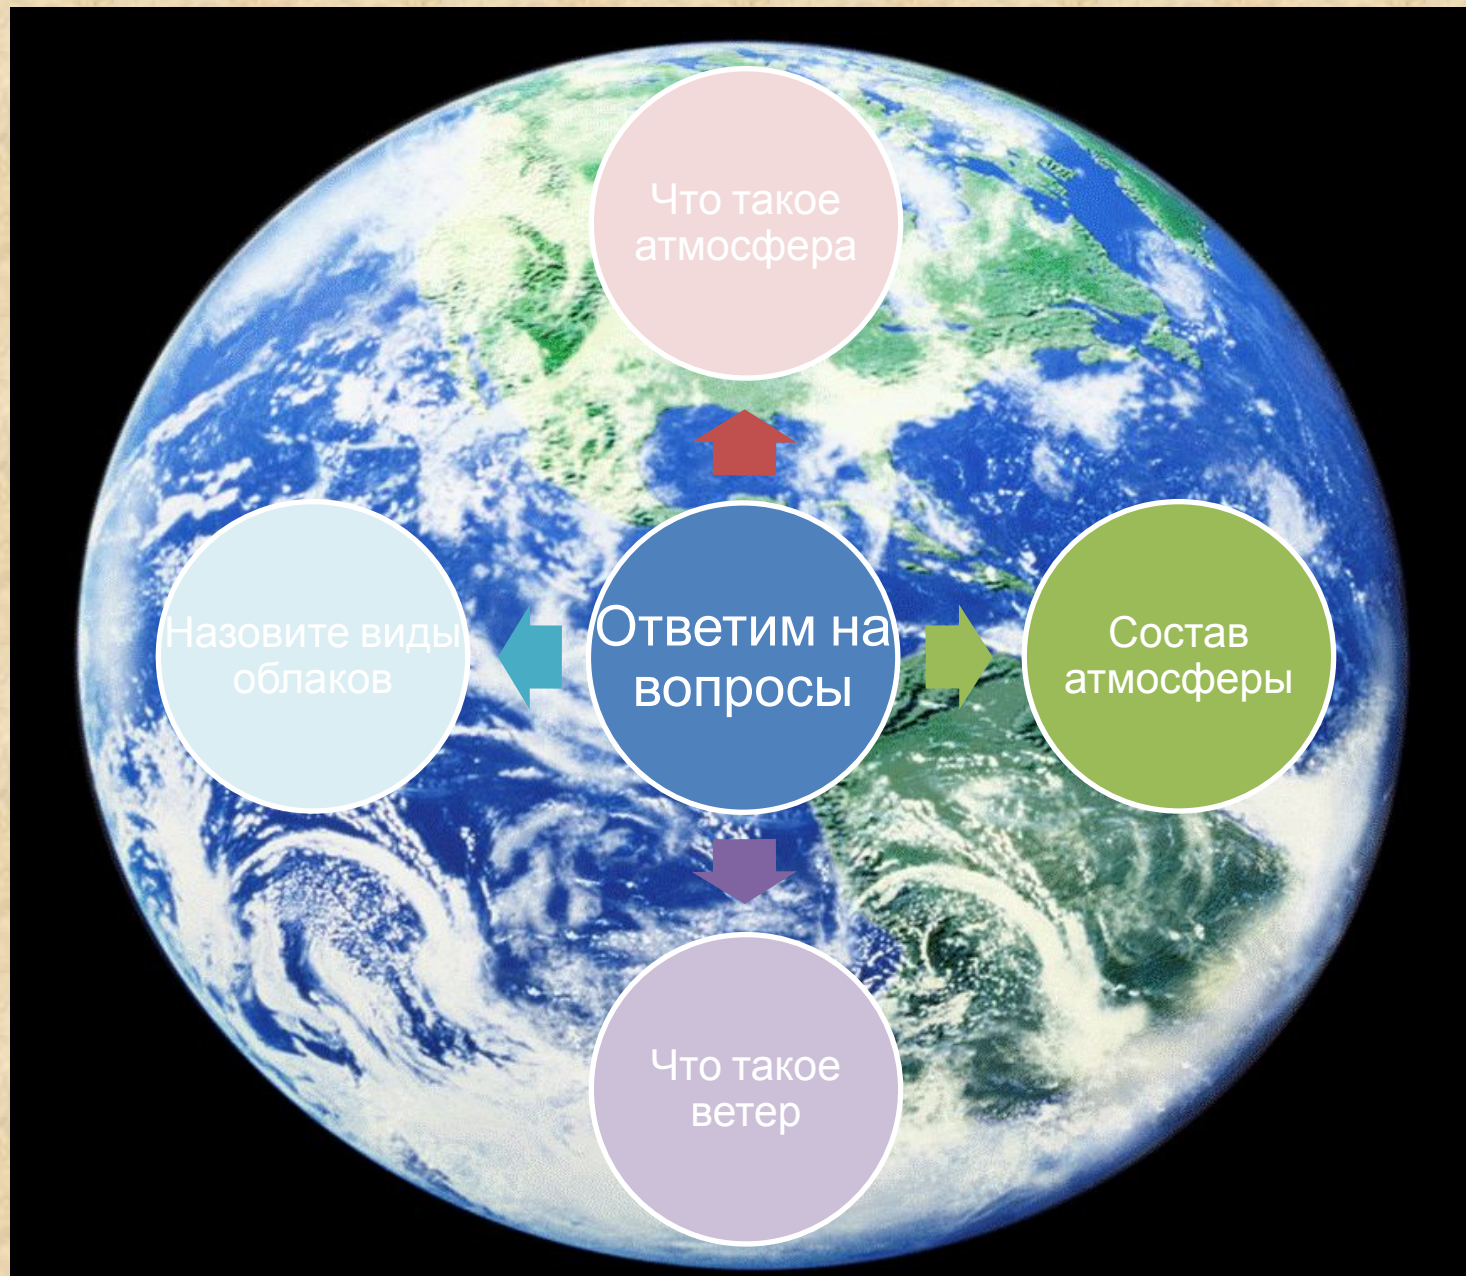 Что такое
атмосфера
Назовите виды
облаков
Ответим на
вопросы
Состав
атмосферы
Что такое
ветер